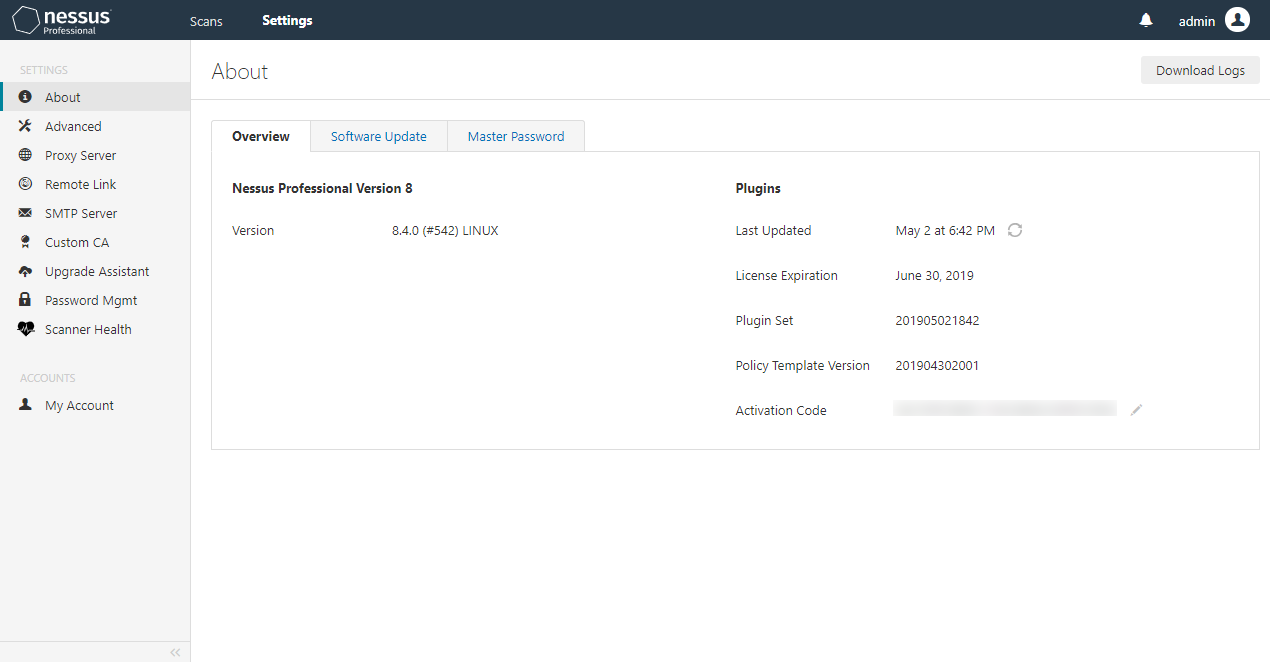 nessus
Professional
Scans
Settings
admin
SETTINGS
About
Advanced
Proxy Server
Remote Link
SMTP Server
Custom CA
Upgrade Assistant
Password Mgmt
Scanner Health
ACCOUNTS
My Account
About
Download Logs
Overview
Software Update
Master Password
Nessus Professional Version 8
Version 8.4.0 (#542) LINUX
Plugins
Last Updated May 2 at 6:42 PM
License Expiration June 30, 2019
Plugin Set 201905021842
Policy Template Version 201904302001
Activation Code